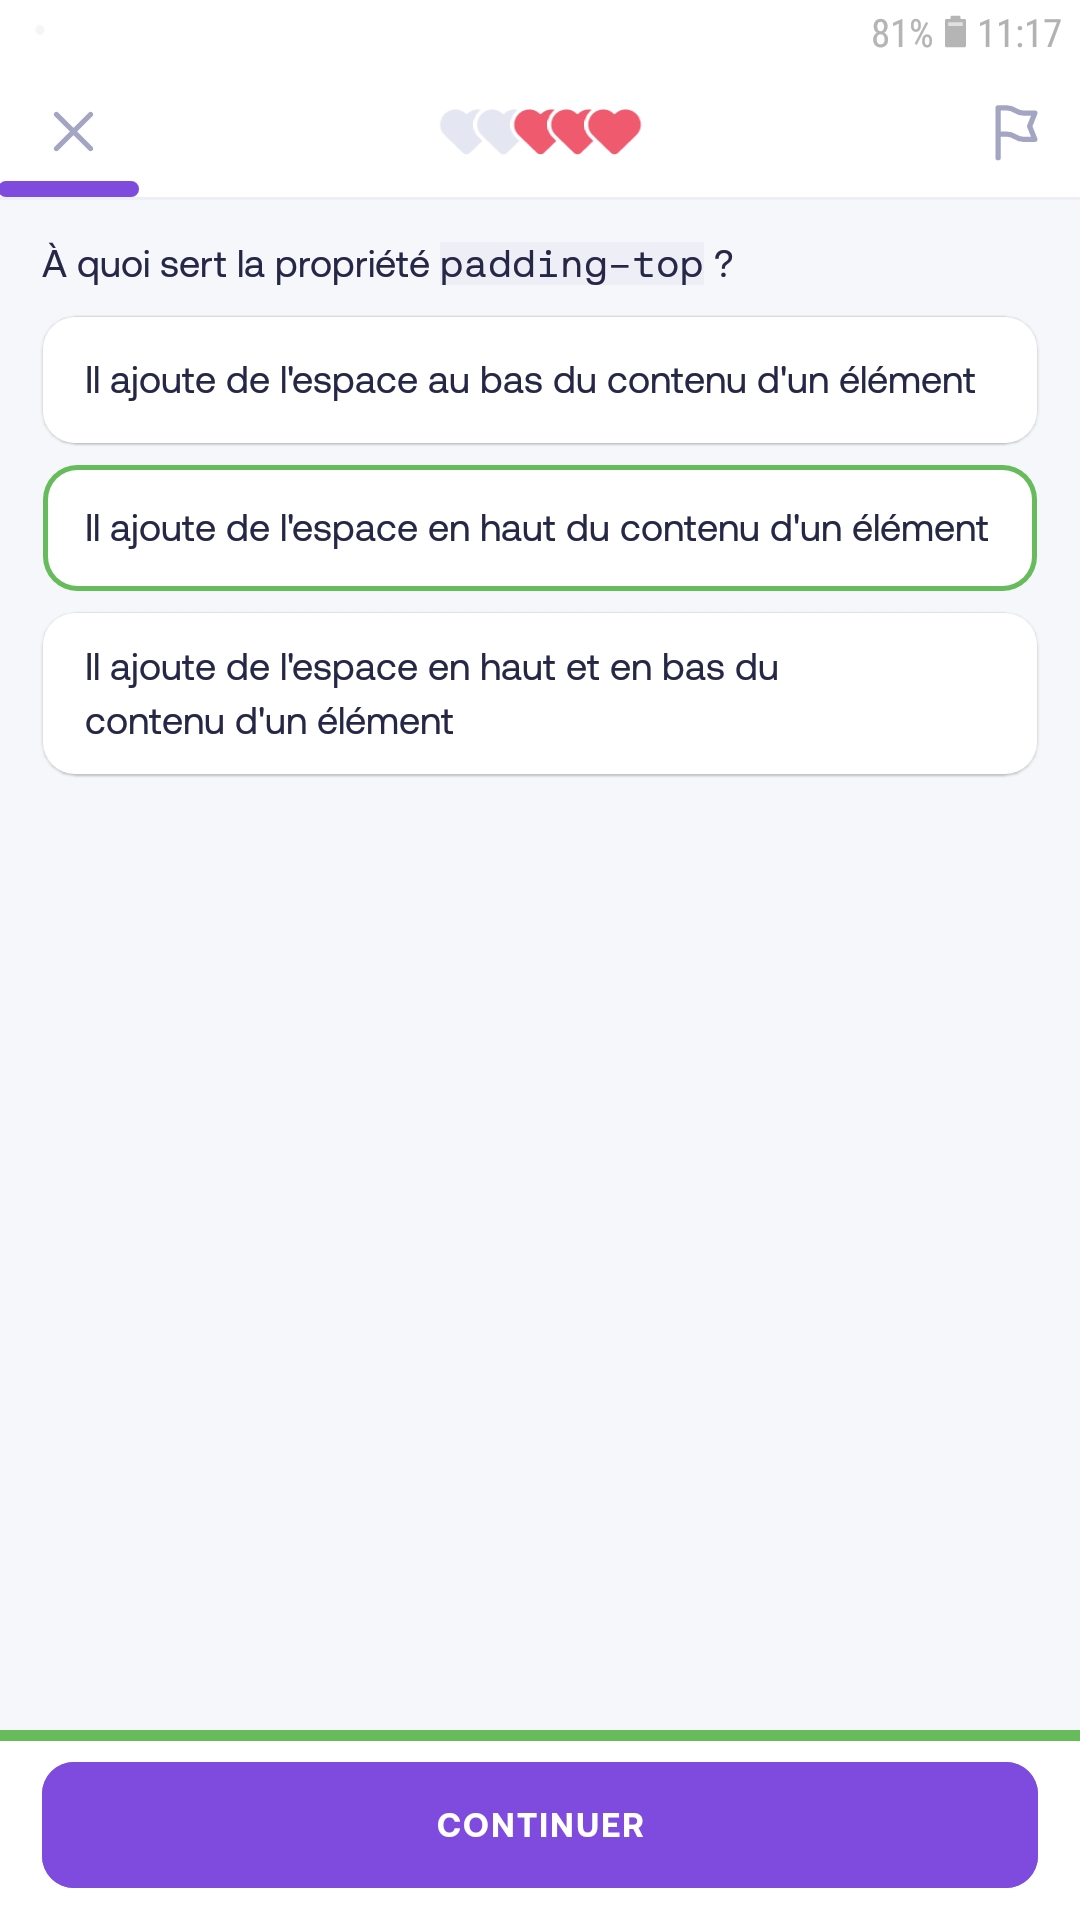 81% 11:17
À quoi sert la propriété padding-top ?
Il ajoute de l'espace au bas du contenu d'un élément
Il ajoute de l'espace en haut du contenu d'un élément
Il ajoute de l'espace en haut et en bas du
contenu d'un élément
CONTINUER